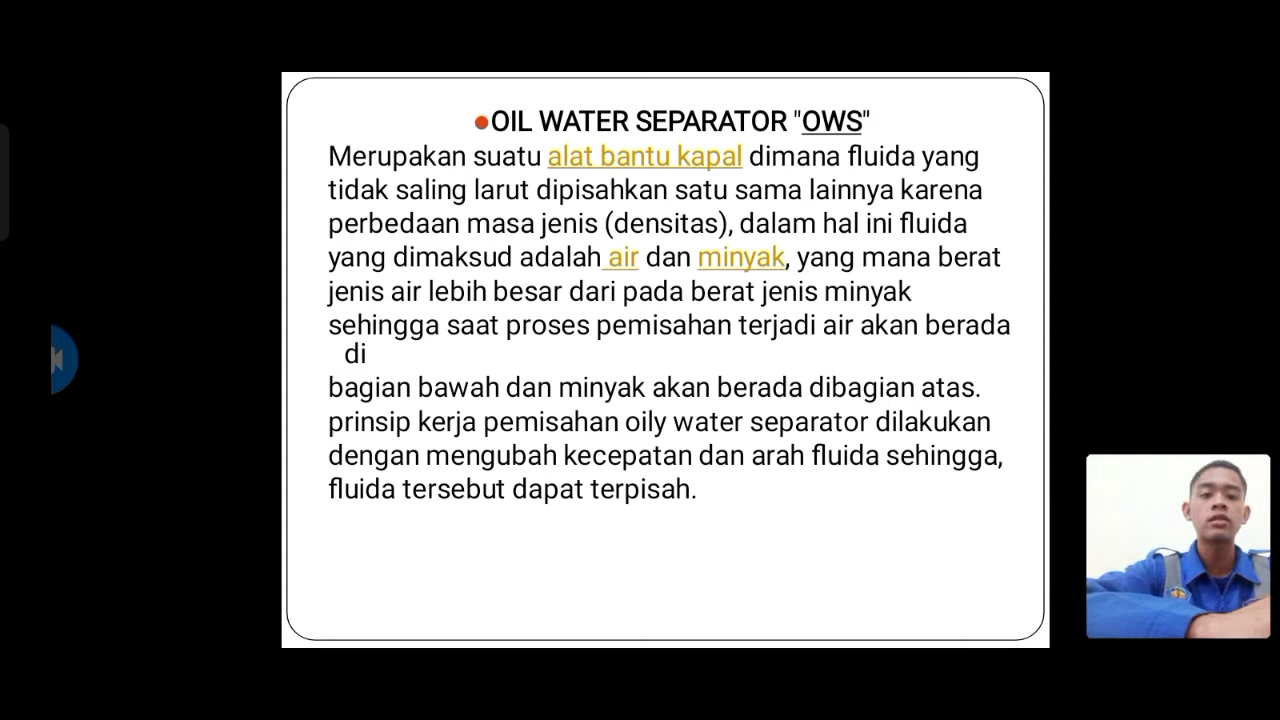 ●OIL WATER SEPARATOR "OWS"
Merupakan suatu alat bantu kapal dimana fluida yang
tidak saling larut dipisahkan satu sama lainnya karena
perbedaan masa jenis (densitas), dalam hal ini fluida
yang dimaksud adalah air dan minyak, yang mana berat
jenis air lebih besar dari pada berat jenis minyak
sehingga saat proses pemisahan terjadi air akan berada
di
bagian bawah dan minyak akan berada dibagian atas.
prinsip kerja pemisahan oily water separator dilakukan
dengan mengubah kecepatan dan arah fluida sehingga,
fluida tersebut dapat terpisah.